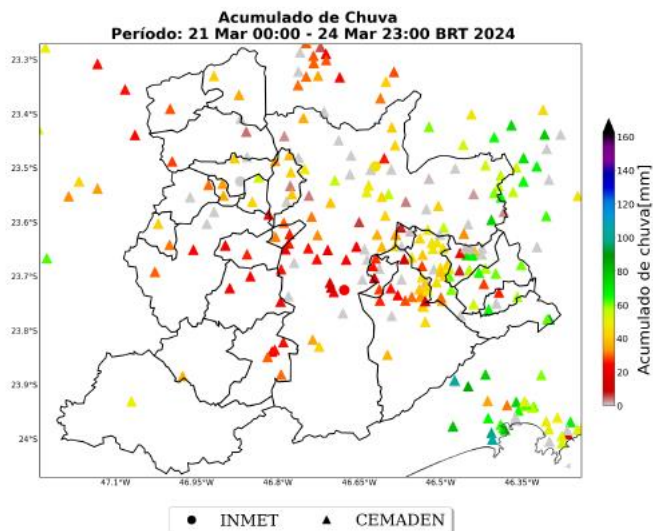 Acumulado de Chuva
Período: 21 Mar 00:00 - 24 Mar 23:00 BRT 2024
23.3°S
23.4°S
23.5°S
23.6°S
23.7°S
23.8°S
23.9°S
24°S
47.1°W
46.95°W
46.8°W
46.65°W
46.5°W
46.35°W
160
140
120
100
80
60
40
20
0
Acumulado de chuva[mm]
INMET
CEMADEN